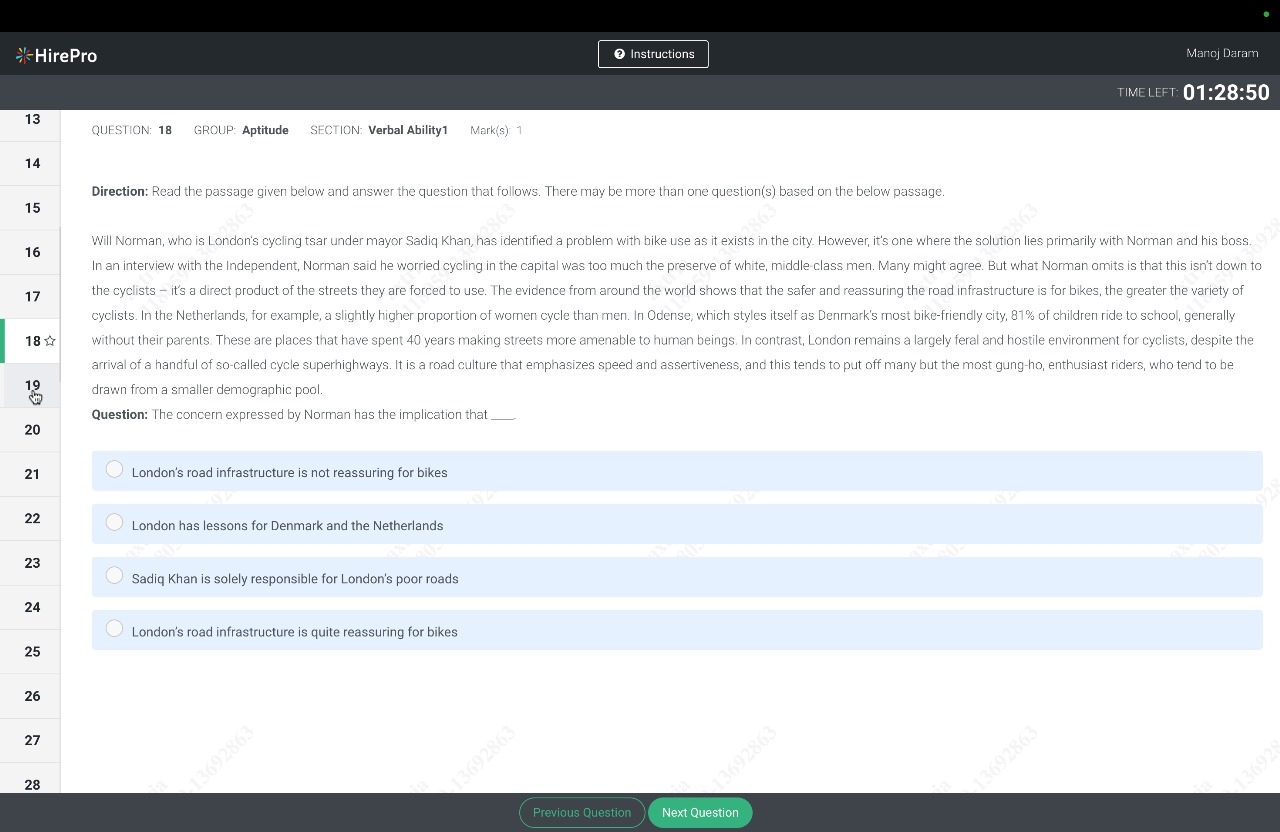 HirePro
Instructions
Manoj Daram
TIME LEFT: 01:28:50
13
QUESTION: 18 GROUP: Aptitude SECTION: Verbal Ability1 Mark(s): 1
14
Direction: Read the passage given below and answer the question that follows. There may be more than one question(s) based on the below passage.
15
Will Norman, who is London's cycling tsar under mayor Sadiq Khan, has identified a problem with bike use as it exists in the city. However, it's one where the solution lies primarily with Norman and his boss.
16
In an interview with the Independent, Norman said he worried cycling in the capital was too much the preserve of white, middle-class men. Many might agree. But what Norman omits is that this isn't down to
the cyclists – it's a direct product of the streets they are forced to use. The evidence from around the world shows that the safer and reassuring the road infrastructure is for bikes, the greater the variety of
17
cyclists. In the Netherlands, for example, a slightly higher proportion of women cycle than men. In Odense, which styles itself as Denmark's most bike-friendly city, 81% of children ride to school, generally
18
without their parents. These are places that have spent 40 years making streets more amenable to human beings. In contrast, London remains a largely feral and hostile environment for cyclists, despite the
arrival of a handful of so-called cycle superhighways. It is a road culture that emphasizes speed and assertiveness, and this tends to put off many but the most gung-ho, enthusiast riders, who tend to be
19
drawn from a smaller demographic pool.
Question: The concern expressed by Norman has the implication that ____.
20
21
London's road infrastructure is not reassuring for bikes
22
London has lessons for Denmark and the Netherlands
23
Sadiq Khan is solely responsible for London's poor roads
24
London's road infrastructure is quite reassuring for bikes
25
26
27
28
Previous Question
Next Question